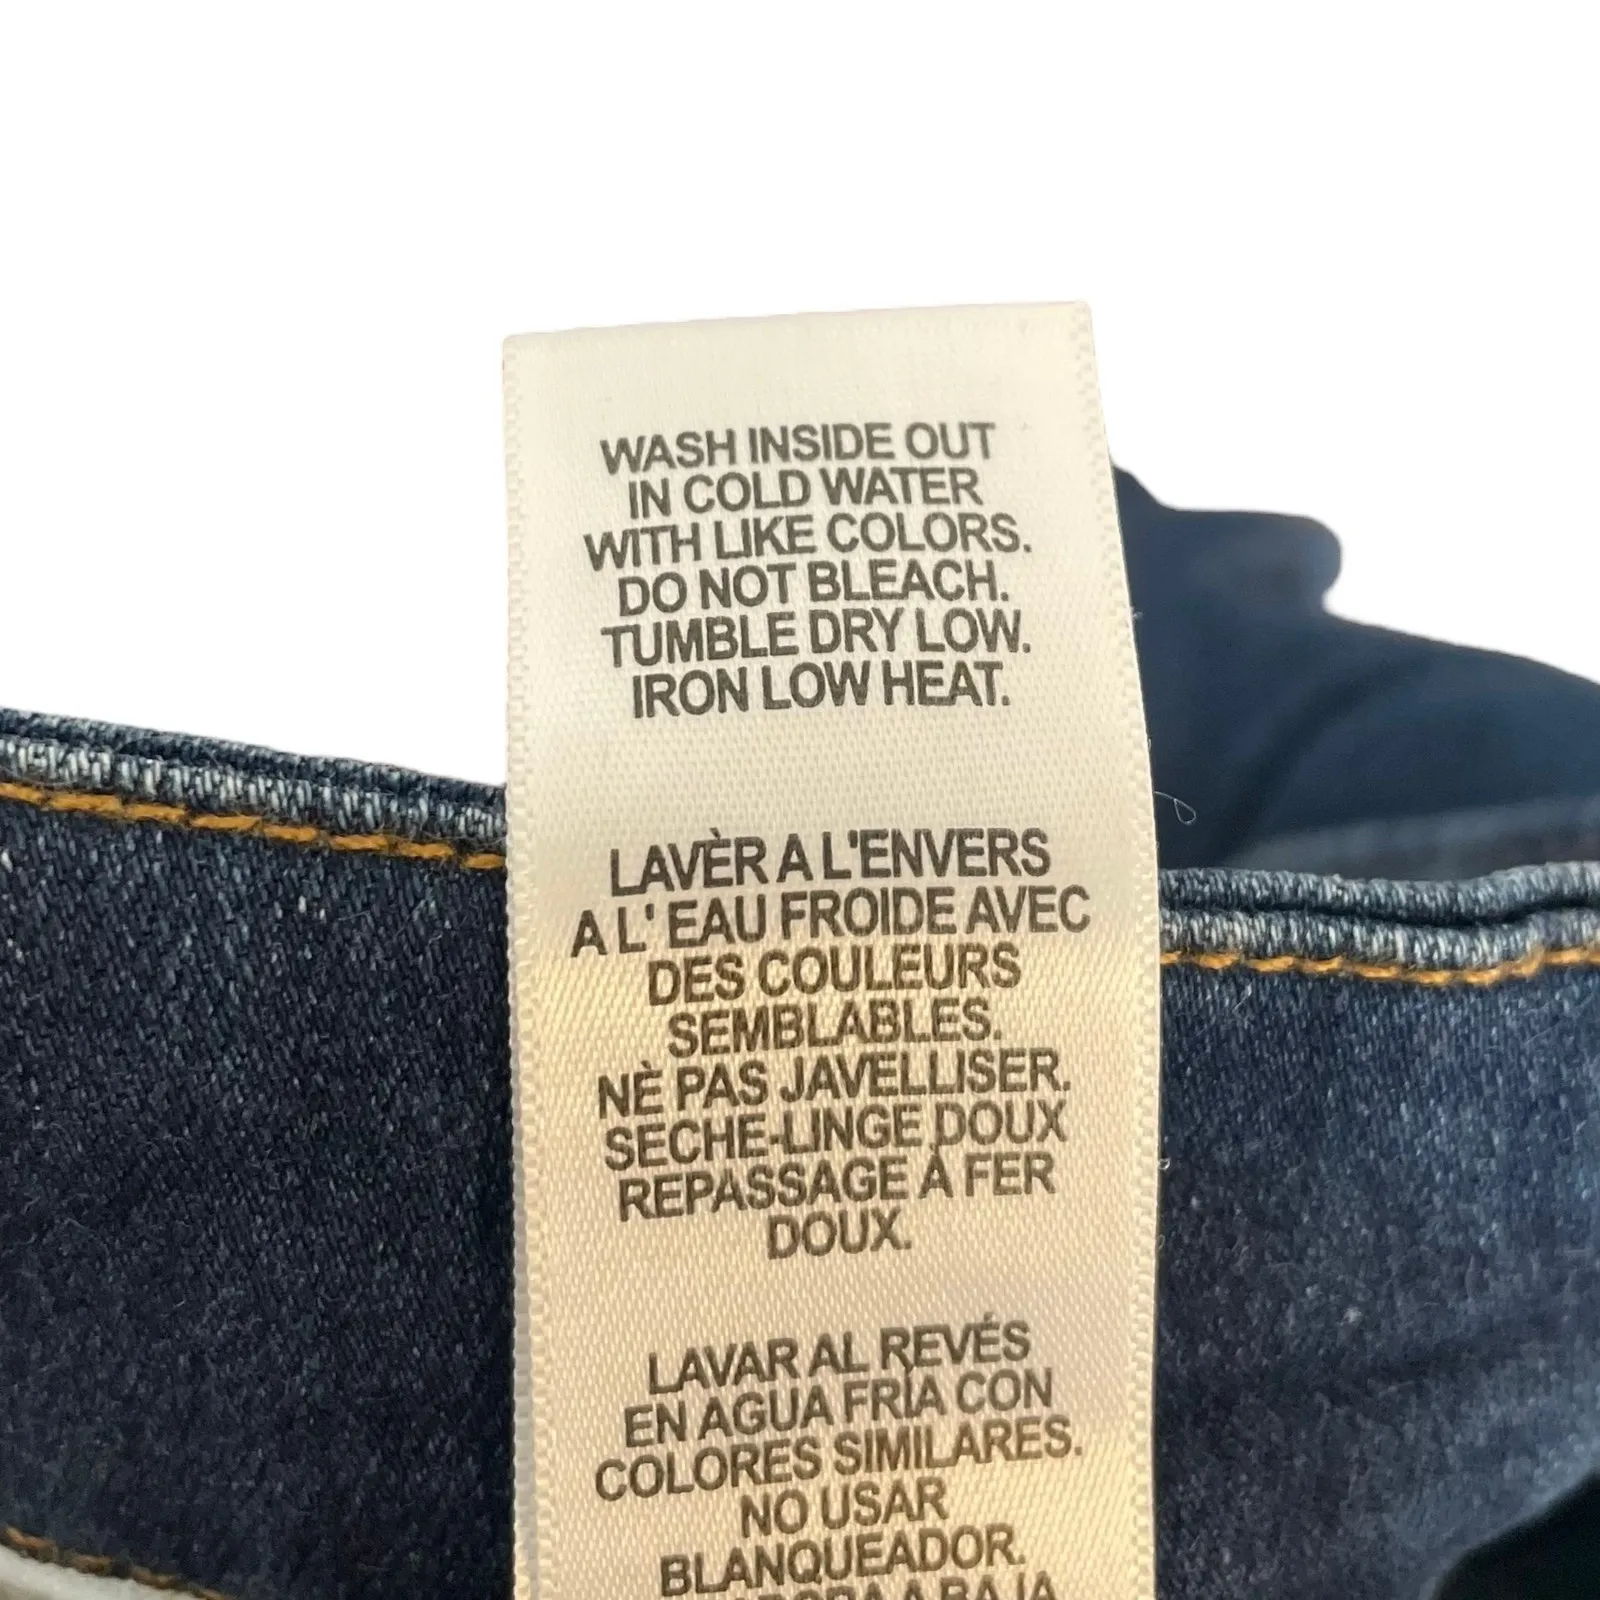 WASH INSIDE OUT
IN COLD WATER
WITH LIKE COLORS.
DO NOT BLEACH.
TUMBLE DRY LOW.
IRON LOW HEAT.
LAVÈR A L'ENVERS
A L' EAU FROIDE AVEC
DES COULEURS
SEMBLABLES.
NÈ PAS JAVELLISER.
SECHE-LINGE DOUX
REPASSAGE À FER
DOUX.
LAVAR AL REVÉS
EN AGUA FRÍA CON
COLORES SIMILARES.
NO USAR
BLANQUEADOR.
A BAJA